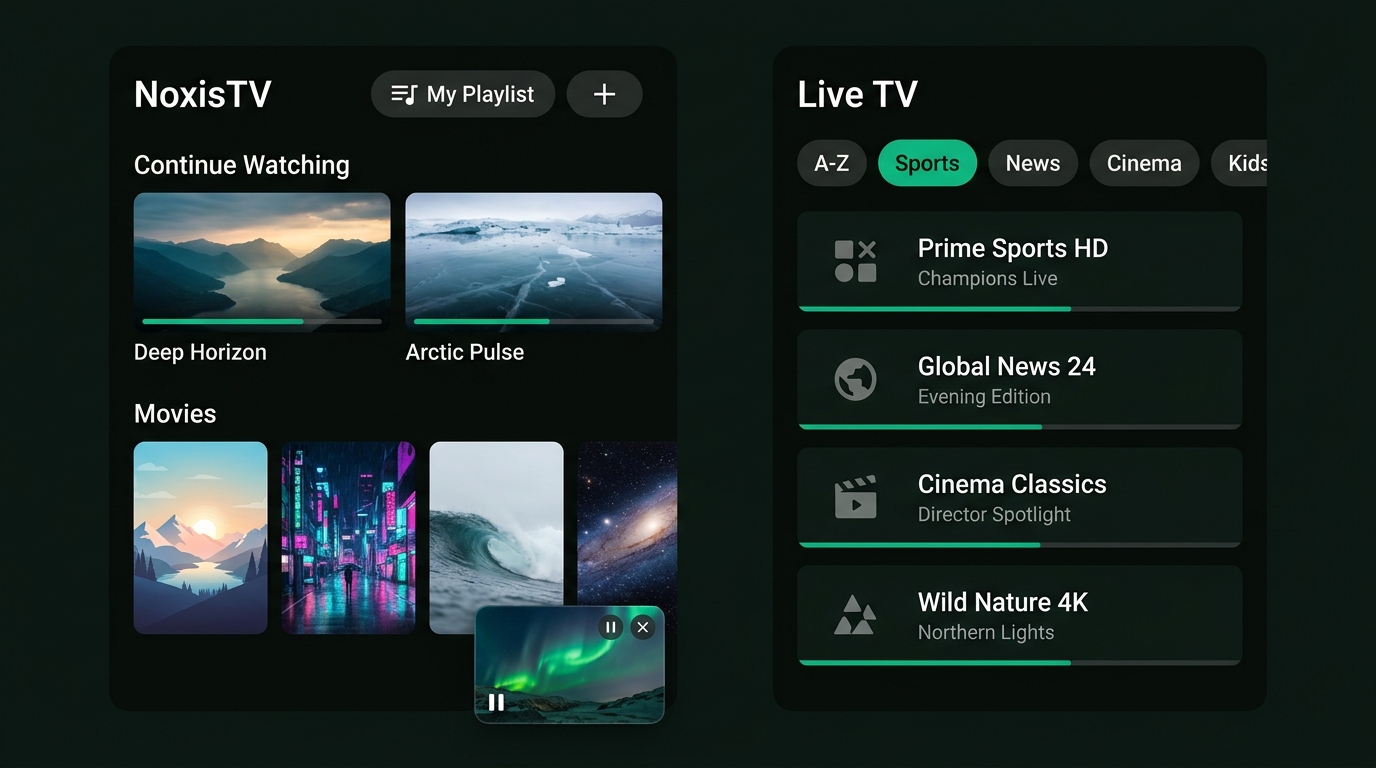 NoxisTV
My Playlist
Continue Watching
Deep Horizon
Arctic Pulse
Movies
Live TV
A-Z
Sports
News
Cinema
Kids
Prime Sports HD
Champions Live
Global News 24
Evening Edition
Cinema Classics
Director Spotlight
Wild Nature 4K
Northern Lights